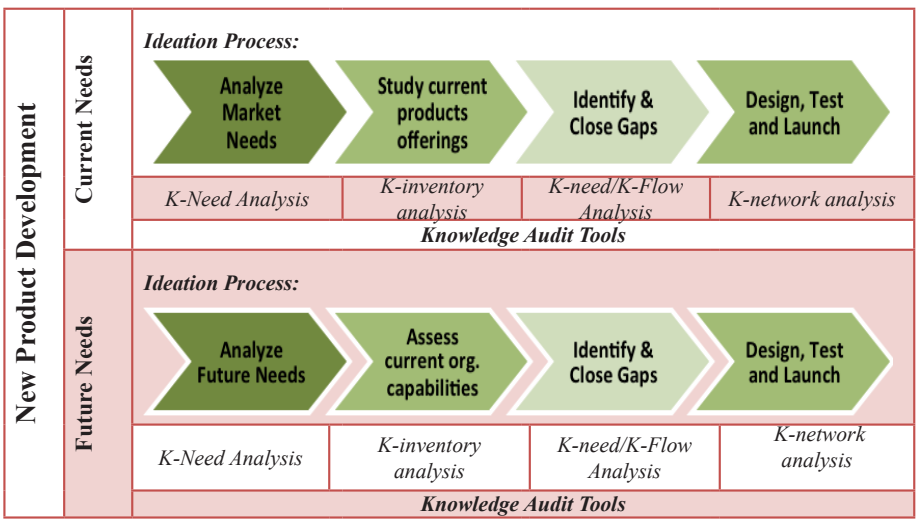 New Product Development
Current Needs
Ideation Process:
Analyze
Market
Needs
Study current
products
offerings
Identify &
Close Gaps
Design, Test
and Launch
K-Need Analysis
K-inventory
analysis
K-need/K-Flow
Analysis
K-network analysis
Knowledge Audit Tools
Future Needs
Ideation Process:
Analyze
Future Needs
Assess
current org.
capabilities
Identify &
Close Gaps
Design, Test
and Launch
K-Need Analysis
K-inventory
analysis
K-need/K-Flow
Analysis
K-network
analysis
Knowledge Audit Tools